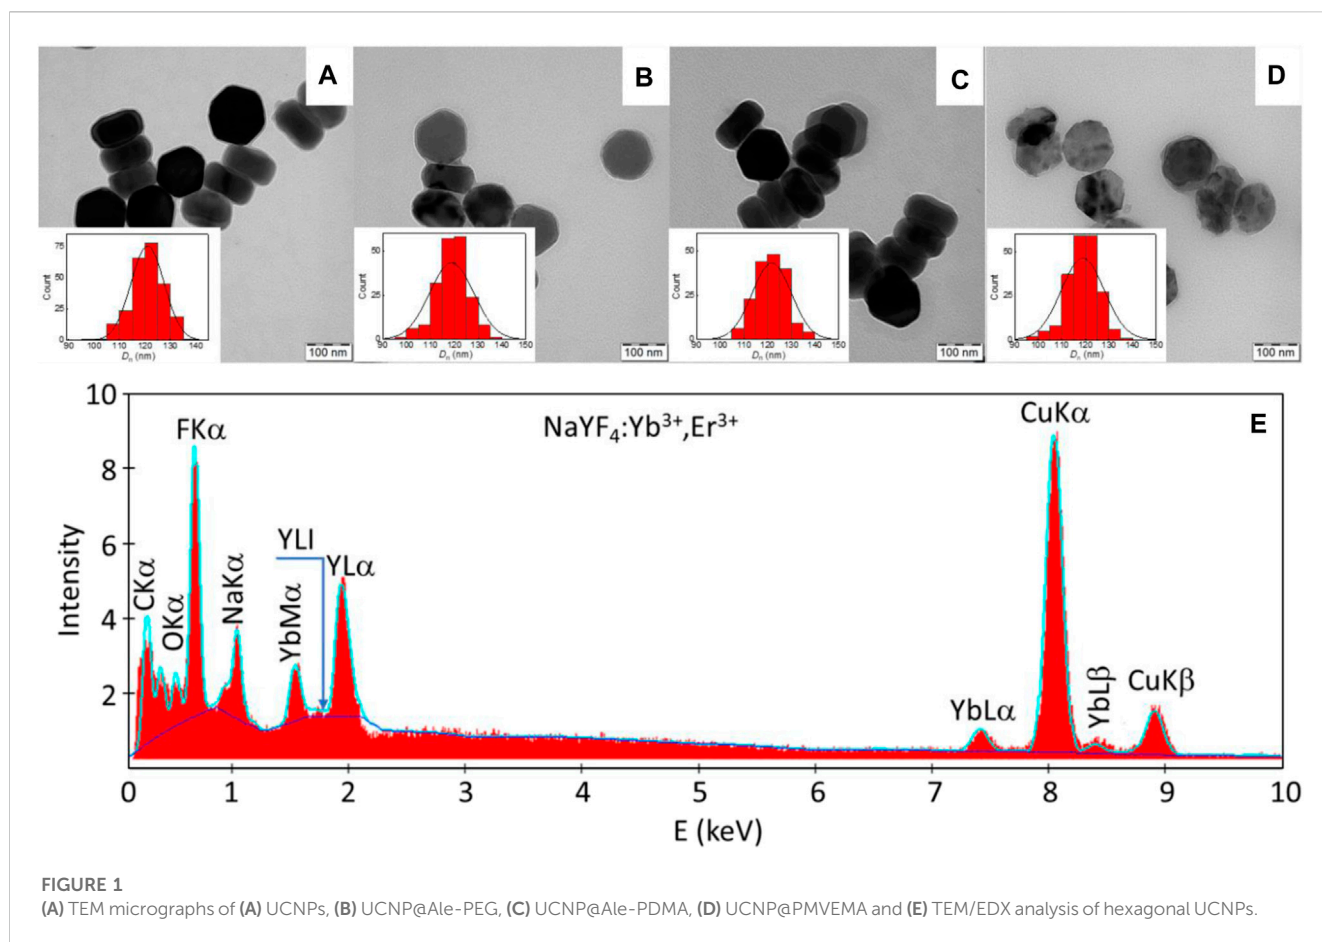 A
B
C
D
75
50
25
0
Count
90 100 110 120 130 140
Dn (nm)
100 nm
50
25
0
Count
90 100 110 120 130 140 150
Dn (nm)
100 nm
50
25
0
Count
90 100 110 120 130 140 150
Dn (nm)
100 nm
50
25
0
Count
90 100 110 120 130 140 150
Dn (nm)
100 nm
E
NaYF4:Yb3+,Er3+
10
8
6
4
2
Intensity
CKα
OKα
FKα
NaKα
YbMα
YLI
YLα
YbLα
CuKα
YbLβ
CuKβ
0 1 2 3 4 5 6 7 8 9 10
E (keV)
FIGURE 1
(A) TEM micrographs of (A) UCNPs, (B) UCNP@Ale-PEG, (C) UCNP@Ale-PDMA, (D) UCNP@PMVEMA and (E) TEM/EDX analysis of hexagonal UCNPs.